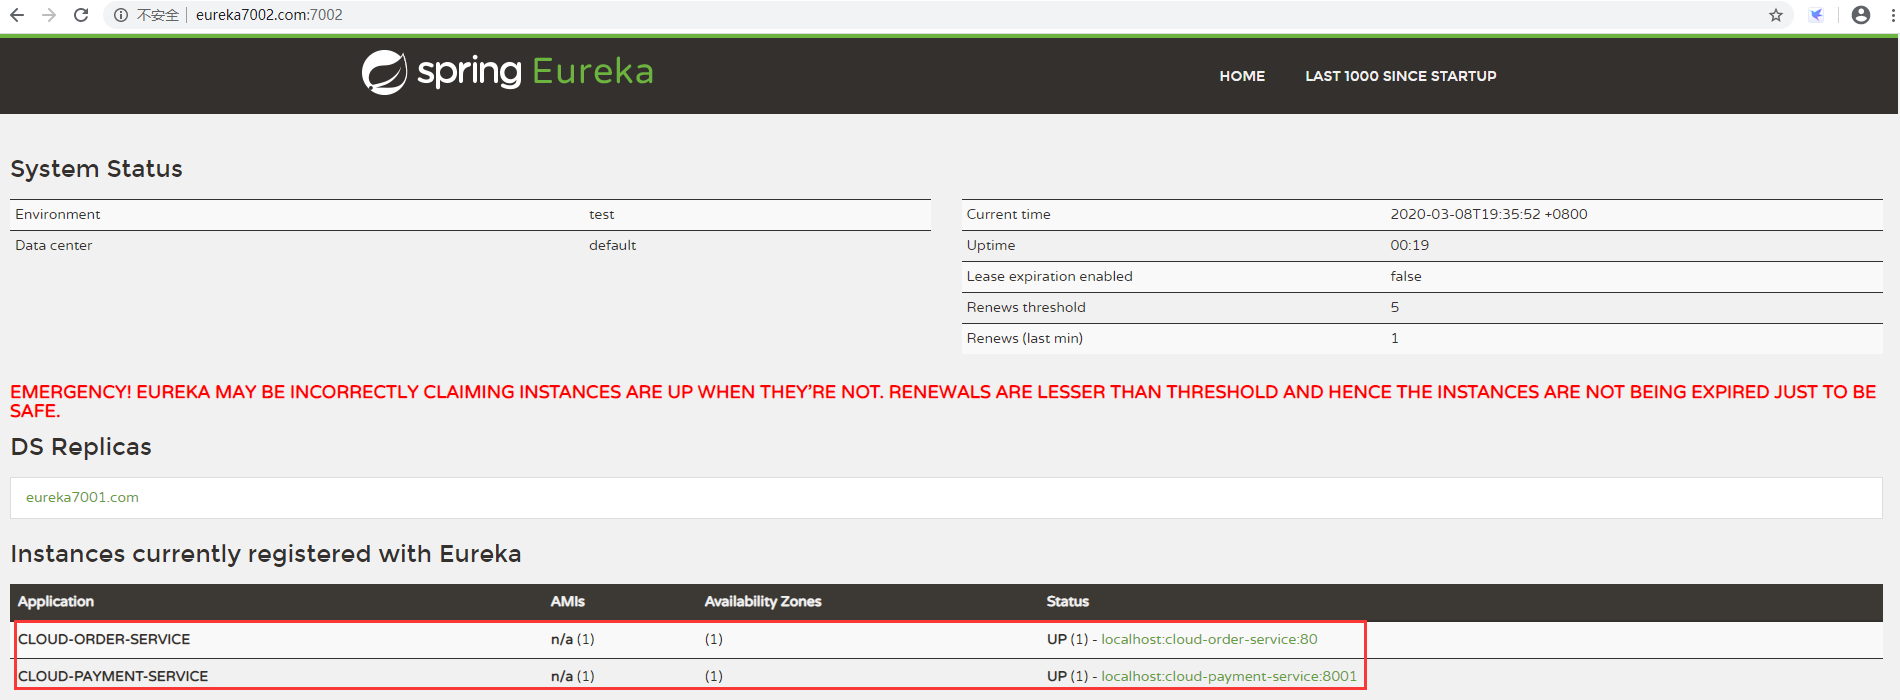 不安全 eureka7002.com:7002
spring Eureka HOME LAST 1000 SINCE STARTUP
System Status
Environment test
Data center default
Current time 2020-03-08T19:35:52 +0800
Uptime 00:19
Lease expiration enabled false
Renews threshold 5
Renews (last min) 1
EMERGENCY! EUREKA MAY BE INCORRECTLY CLAIMING INSTANCES ARE UP WHEN THEY'RE NOT. RENEWALS ARE LESSER THAN THRESHOLD AND HENCE THE INSTANCES ARE NOT BEING EXPIRED JUST TO BE
SAFE.
DS Replicas
eureka7001.com
Instances currently registered with Eureka
Application AMIs Availability Zones Status
CLOUD-ORDER-SERVICE n/a (1) (1) UP (1) - localhost:cloud-order-service:80
CLOUD-PAYMENT-SERVICE n/a (1) (1) UP (1) - localhost:cloud-payment-service:8001